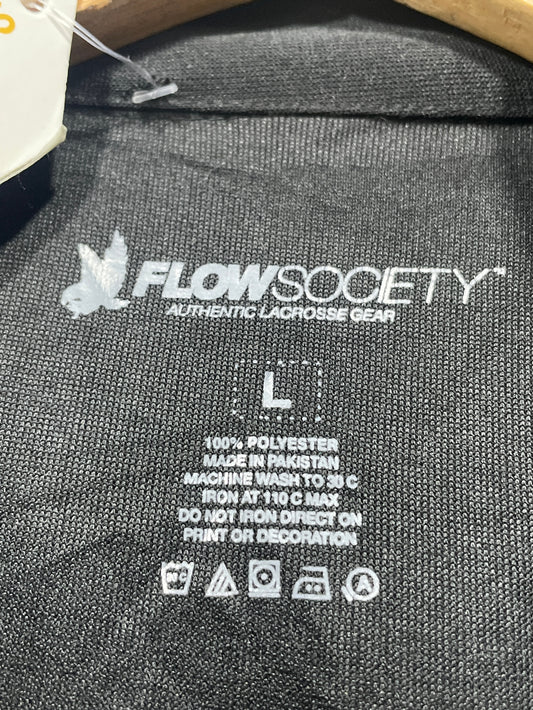 FLOWSOCIETY™
AUTHENTIC LACROSSE GEAR
L
100% POLYESTER
MADE IN PAKISTAN
MACHINE WASH TO 30 C
IRON AT 110 C MAX
DO NOT IRON DIRECT ON
PRINT OR DECORATION
A